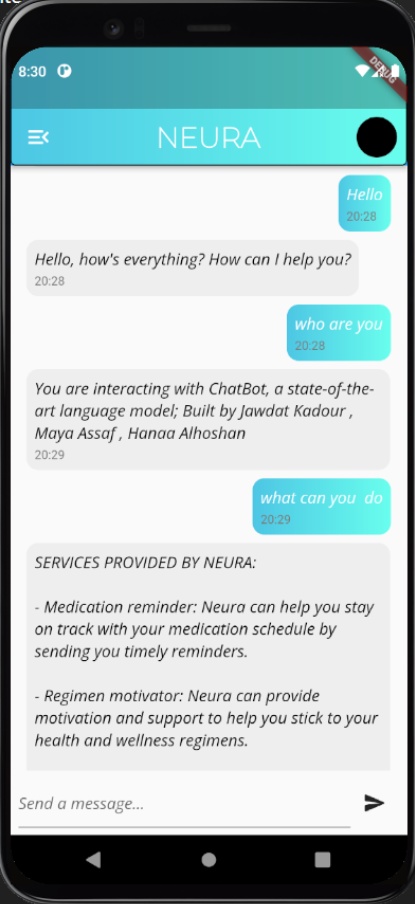 ite
8:30
DEBUG
NEURA
Hello
20:28
Hello, how's everything? How can I help you?
20:28
who are you
20:28
You are interacting with ChatBot, a state-of-the-
art language model; Built by Jawdat Kadour ,
Maya Assaf , Hanaa Alhoshan
20:29
what can you  do
20:29
SERVICES PROVIDED BY NEURA:
- Medication reminder: Neura can help you stay
on track with your medication schedule by
sending you timely reminders.
- Regimen motivator: Neura can provide
motivation and support to help you stick to your
health and wellness regimens.
Send a message...